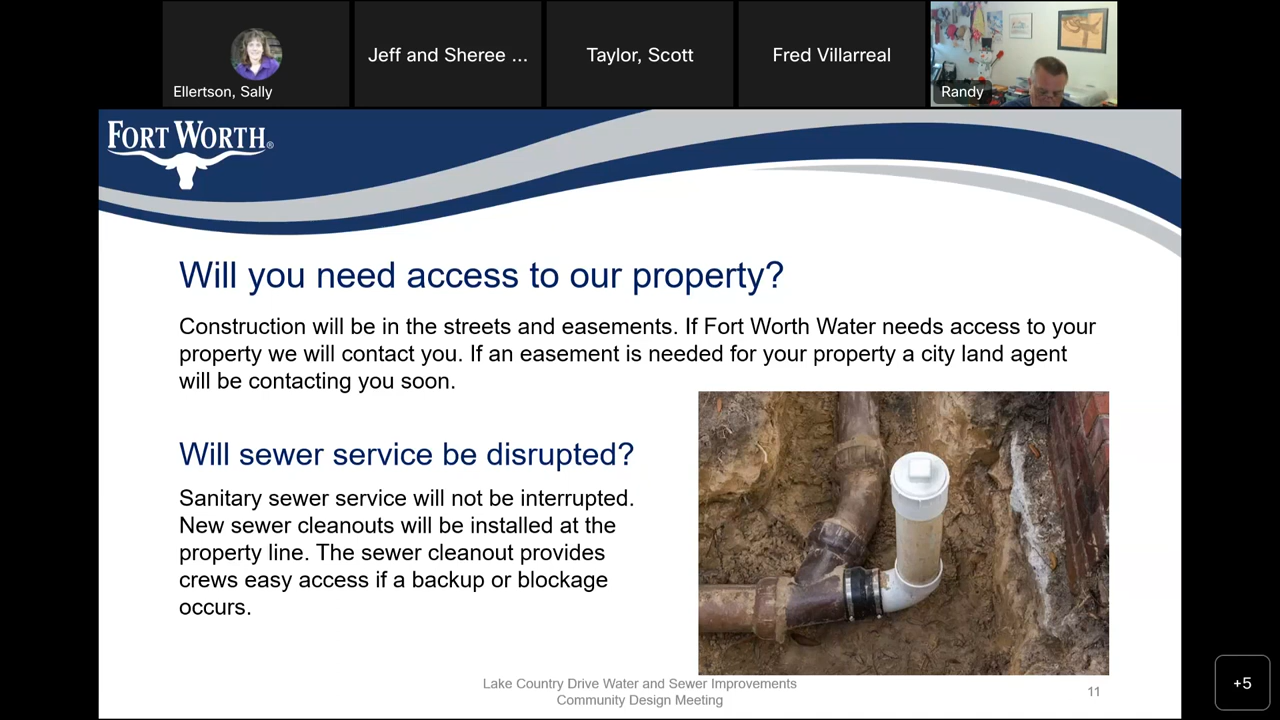 Ellertson, Sally
Jeff and Sheree ...
Taylor, Scott
Fred Villarreal
Randy
FORT WORTH®
Will you need access to our property?
Construction will be in the streets and easements. If Fort Worth Water needs access to your
property we will contact you. If an easement is needed for your property a city land agent
will be contacting you soon.
Will sewer service be disrupted?
Sanitary sewer service will not be interrupted.
New sewer cleanouts will be installed at the
property line. The sewer cleanout provides
crews easy access if a backup or blockage
occurs.
Lake Country Drive Water and Sewer Improvements
Community Design Meeting
11
+5